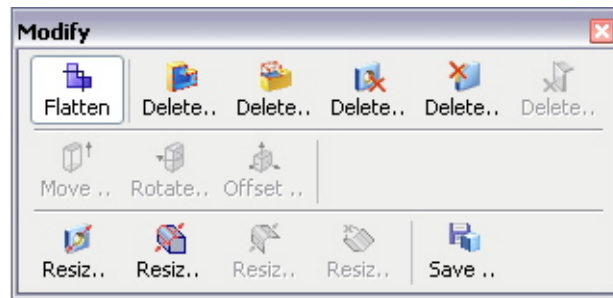 Modify
Flatten Delete.. Delete.. Delete.. Delete.. Delete..
Move .. Rotate.. Offset ..
Resiz.. Resiz.. Resiz.. Resiz.. Save ..